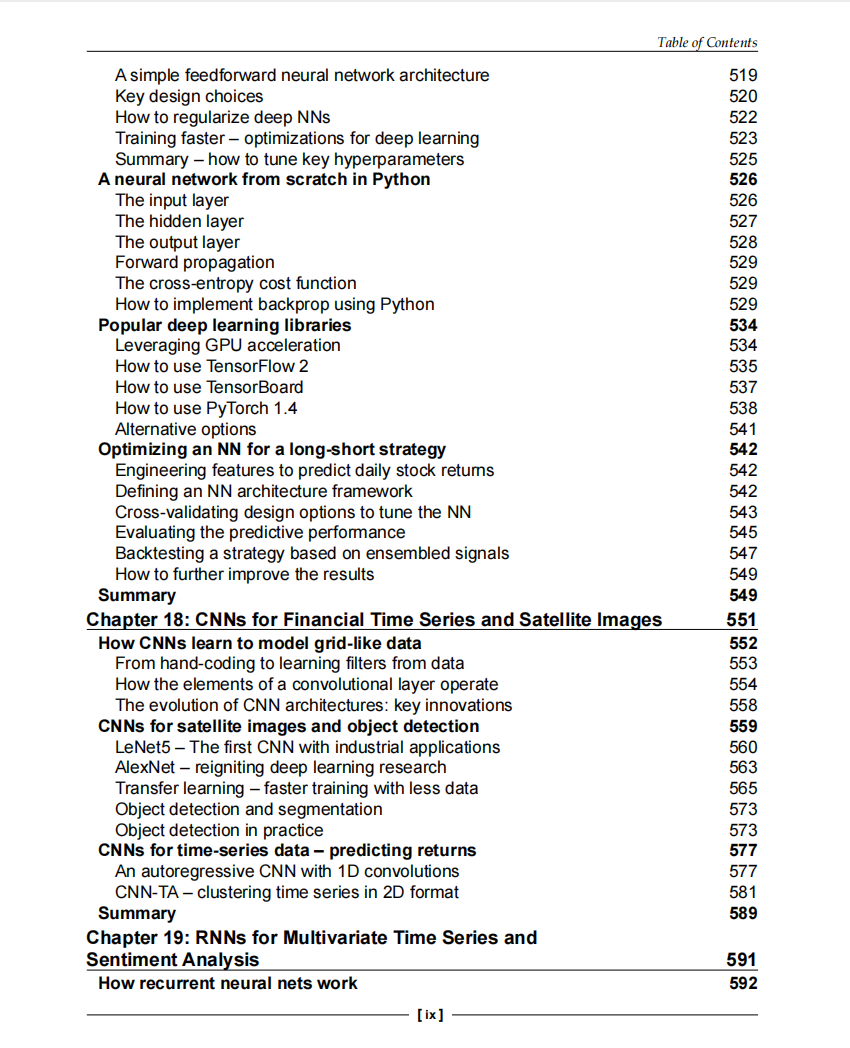 Table of Contents
A simple feedforward neural network architecture 519
Key design choices 520
How to regularize deep NNs 522
Training faster – optimizations for deep learning 523
Summary – how to tune key hyperparameters 525
A neural network from scratch in Python 526
The input layer 526
The hidden layer 527
The output layer 528
Forward propagation 529
The cross-entropy cost function 529
How to implement backprop using Python 529
Popular deep learning libraries 534
Leveraging GPU acceleration 534
How to use TensorFlow 2 535
How to use TensorBoard 537
How to use PyTorch 1.4 538
Alternative options 541
Optimizing an NN for a long-short strategy 542
Engineering features to predict daily stock returns 542
Defining an NN architecture framework 542
Cross-validating design options to tune the NN 543
Evaluating the predictive performance 545
Backtesting a strategy based on ensembled signals 547
How to further improve the results 549
Summary 549
Chapter 18: CNNs for Financial Time Series and Satellite Images 551
How CNNs learn to model grid-like data 552
From hand-coding to learning filters from data 553
How the elements of a convolutional layer operate 554
The evolution of CNN architectures: key innovations 558
CNNs for satellite images and object detection 559
LeNet5 – The first CNN with industrial applications 560
AlexNet – reigniting deep learning research 563
Transfer learning – faster training with less data 565
Object detection and segmentation 573
Object detection in practice 573
CNNs for time-series data – predicting returns 577
An autoregressive CNN with 1D convolutions 577
CNN-TA – clustering time series in 2D format 581
Summary 589
Chapter 19: RNNs for Multivariate Time Series and
Sentiment Analysis 591
How recurrent neural nets work 592
[ ix ]